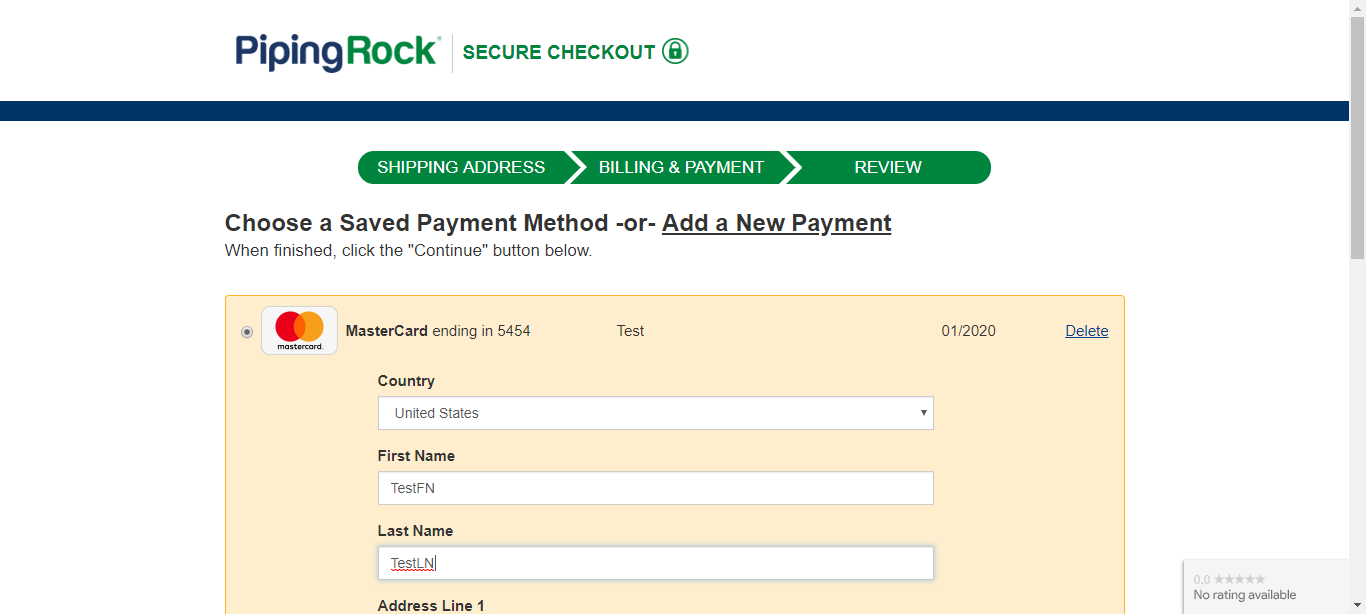 PipingRock SECURE CHECKOUT
SHIPPING ADDRESS BILLING & PAYMENT REVIEW
Choose a Saved Payment Method -or- Add a New Payment
When finished, click the "Continue" button below.
mastercard. MasterCard ending in 5454 Test 01/2020 Delete
Country
United States
First Name
TestFN
Last Name
TestLN
Address Line 1
0.0 ★★★★★
No rating available